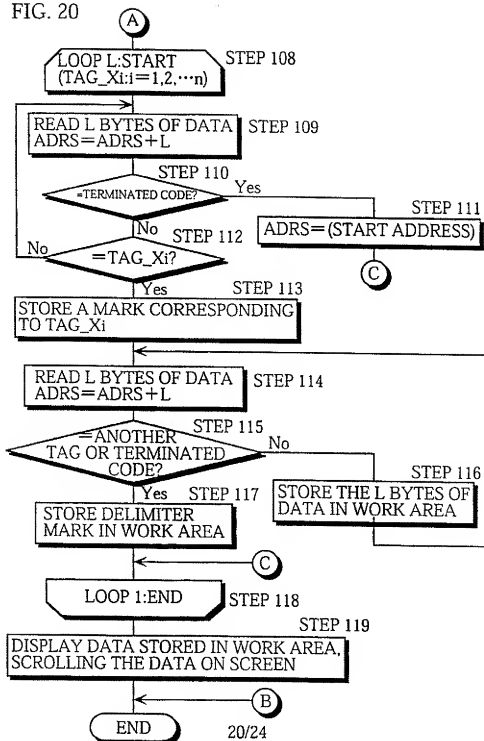 FIG. 20
A
LOOP L:START
(TAG_Xi:i=1,2,···n)
STEP 108
READ L BYTES OF DATA
ADRS=ADRS+L
STEP 109
STEP 110
=TERMINATED CODE?
Yes
No
STEP 111
ADRS=(START ADDRESS)
C
STEP 112
=TAG_Xi?
No
Yes
STEP 113
STORE A MARK CORRESPONDING
TO TAG_Xi
READ L BYTES OF DATA
ADRS=ADRS+L
STEP 114
STEP 115
=ANOTHER
TAG OR TERMINATED
CODE?
No
Yes
STEP 116
STORE THE L BYTES OF
DATA IN WORK AREA
STEP 117
STORE DELIMITER
MARK IN WORK AREA
C
LOOP 1:END
STEP 118
STEP 119
DISPLAY DATA STORED IN WORK AREA,
SCROLLING THE DATA ON SCREEN
B
END
20/24